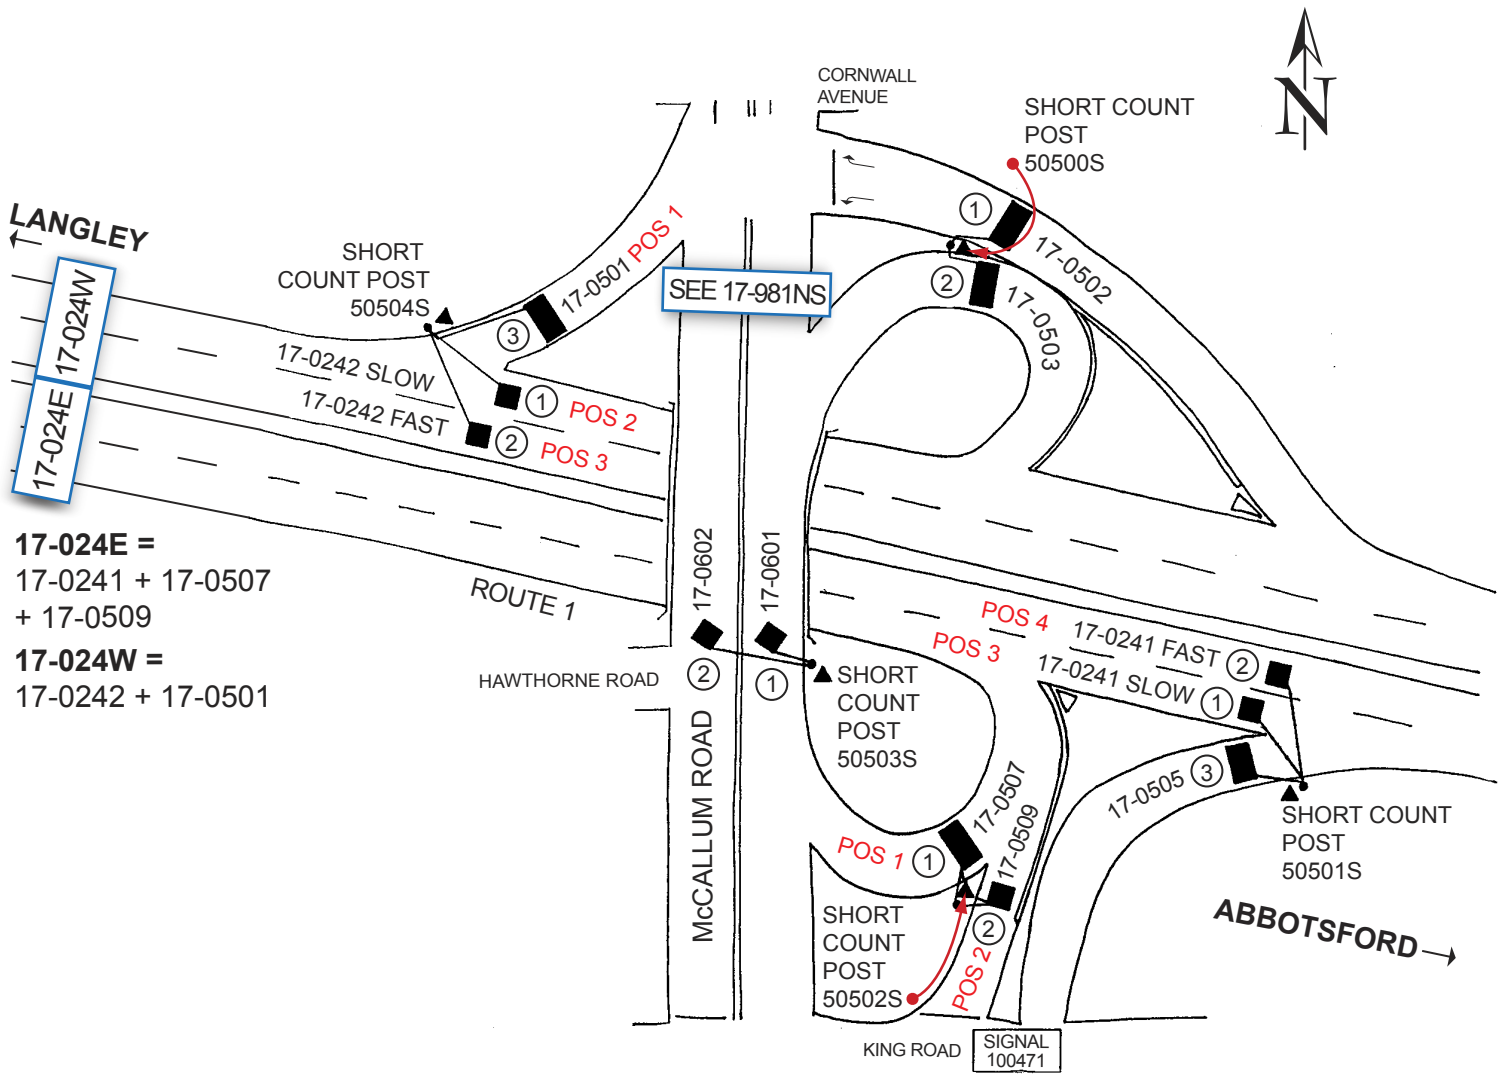 CORNWALL
AVENUE
N
SHORT COUNT
POST
50500S
LANGLEY
SHORT
COUNT POST
50504S
17-0501 POS 1
3
1
17-0502
2
17-0503
SEE 17-981NS
17-024W
17-024E
17-0242 SLOW
1 POS 2
17-0242 FAST
2 POS 3
17-024E =
17-0241 + 17-0507
+ 17-0509
17-024W =
17-0242 + 17-0501
ROUTE 1
17-0602
17-0601
HAWTHORNE ROAD
2
1
SHORT
COUNT
POST
50503S
POS 4 17-0241 FAST 2
POS 3 17-0241 SLOW 1
17-0505 3
SHORT COUNT
POST
50501S
McCALLUM ROAD
POS 1 1 17-0507
17-0509
2
POS 2
SHORT
COUNT
POST
50502S
ABBOTSFORD
KING ROAD
SIGNAL
100471